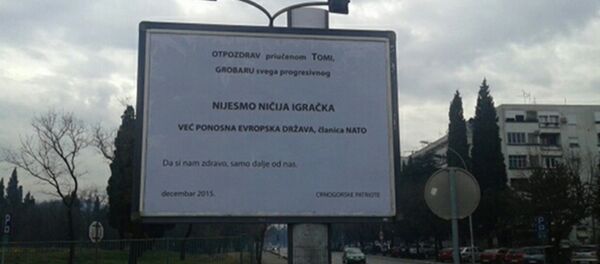 OTPOZDRAV priučenom TOMI,
GROBARU svega progresivnog
NIJESMO NIČIJA IGRAČKA
VEĆ PONOSNA EVROPSKA DRŽAVA, članica NATO
Da si nam zdravo, samo dalje od nas.
decembar 2015.
CRNOGORSKE PATRIOTE